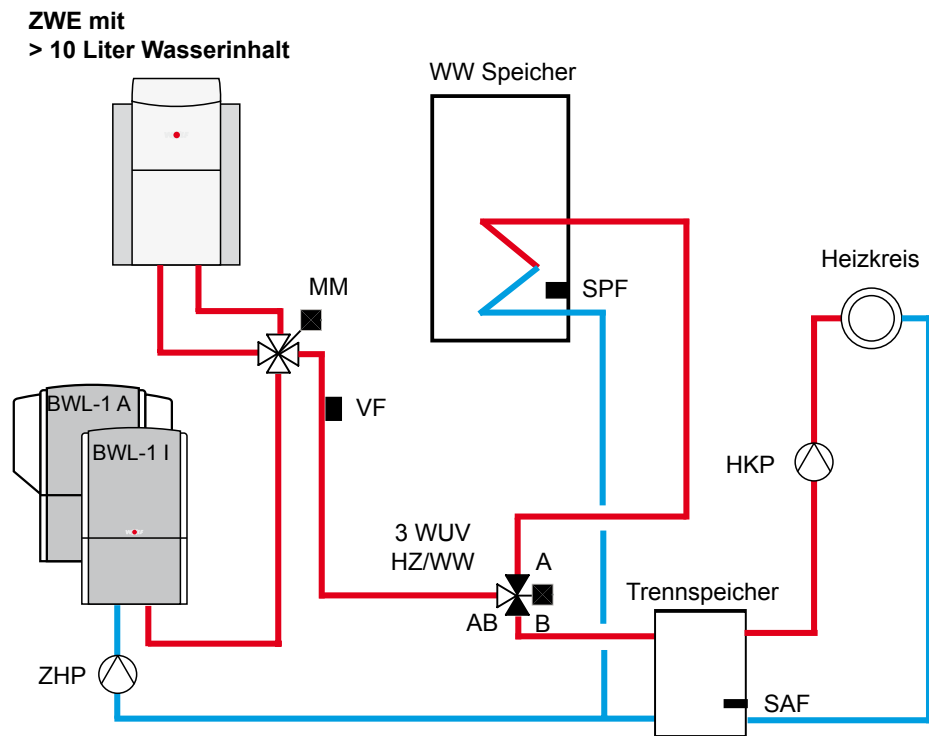 ZWE mit
> 10 Liter Wasserinhalt
WW Speicher
MM
SPF
Heizkreis
VF
BWL-1 A
BWL-1 I
HKP
3 WUV
HZ/WW
A
AB
B
Trennspeicher
ZHP
SAF